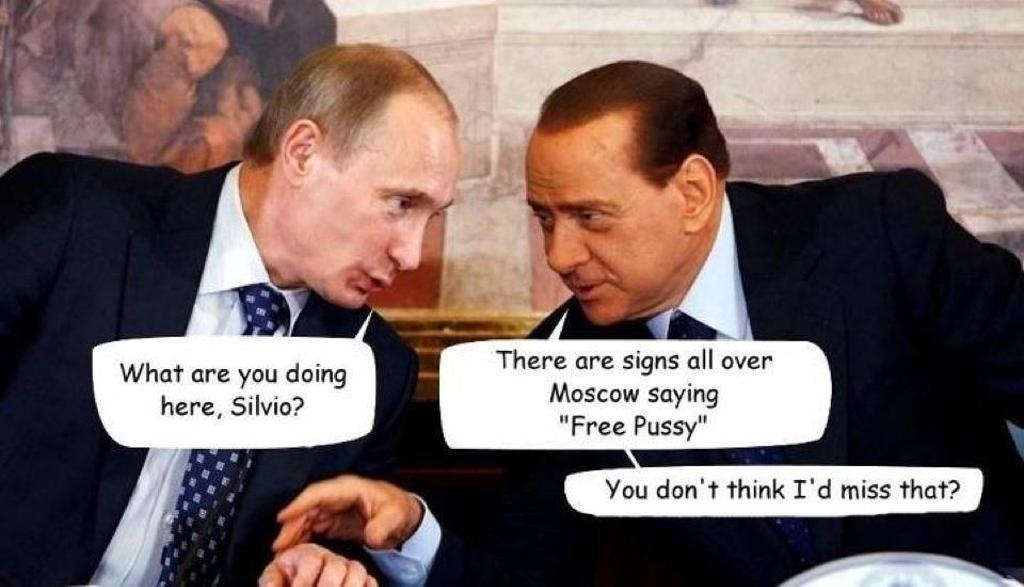 What are you doing
here, Silvio?
There are signs all over
Moscow saying
"Free Pussy"
You don't think I'd miss that?